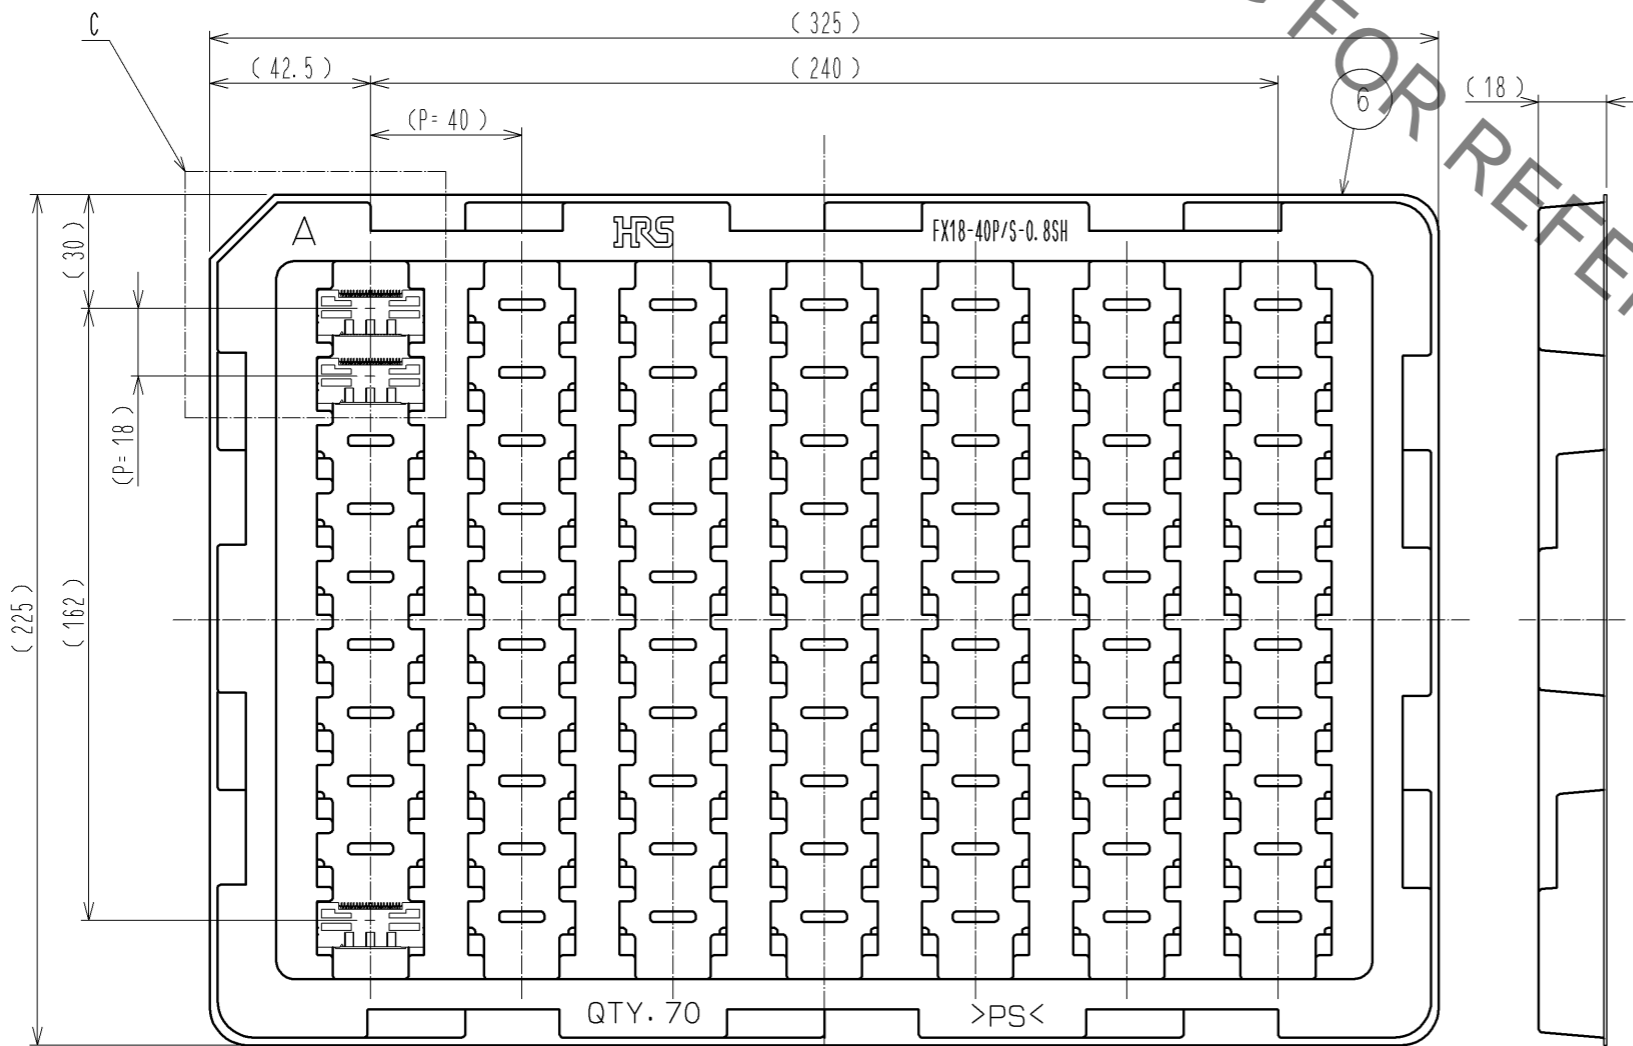 C
( 325 )
( 42.5 )
( 240 )
(P= 40 )
6
( 18 )
FOR REFE
A
HRS
FX18-40P/S-0.8SH
( 30 )
(P= 18 )
( 162 )
( 225 )
QTY. 70
>PS<